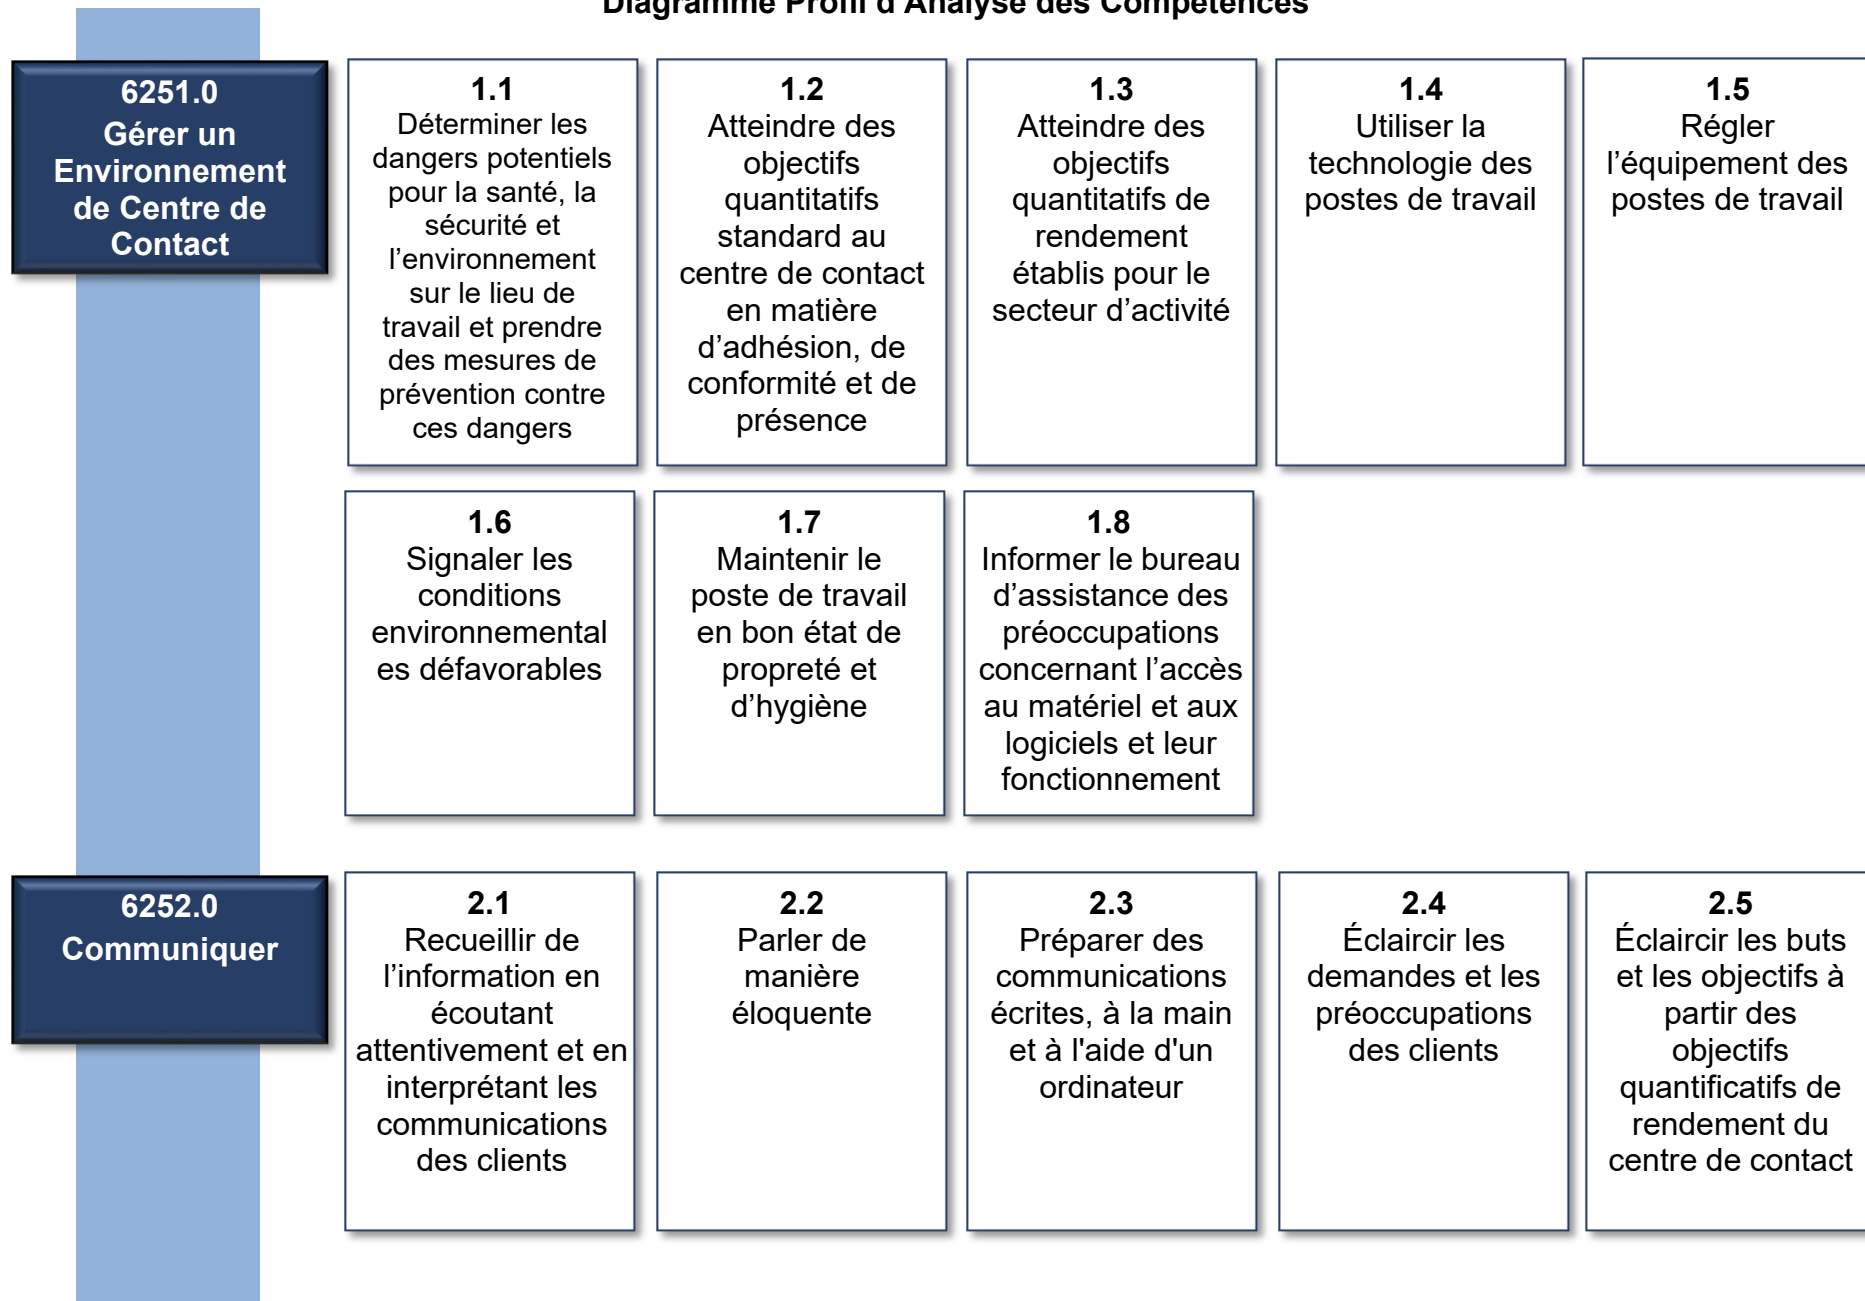 Diagramme Profil d'Analyse des Compétences
6251.0
Gérer un
Environnement
de Centre de
Contact
1.1
Déterminer les
dangers potentiels
pour la santé, la
sécurité et
l’environnement
sur le lieu de
travail et prendre
des mesures de
prévention contre
ces dangers
1.2
Atteindre des
objectifs
quantitatifs
standard au
centre de contact
en matière
d’adhésion, de
conformité et de
présence
1.3
Atteindre des
objectifs
quantitatifs de
rendement
établis pour le
secteur d’activité
1.4
Utiliser la
technologie des
postes de travail
1.5
Régler
l’équipement des
postes de travail
1.6
Signaler les
conditions
environnemental
es défavorables
1.7
Maintenir le
poste de travail
en bon état de
propreté et
d’hygiène
1.8
Informer le bureau
d’assistance des
préoccupations
concernant l’accès
au matériel et aux
logiciels et leur
fonctionnement
6252.0
Communiquer
2.1
Recueillir de
l’information en
écoutant
attentivement et en
interprétant les
communications
des clients
2.2
Parler de
manière
éloquente
2.3
Préparer des
communications
écrites, à la main
et à l'aide d'un
ordinateur
2.4
Éclaircir les
demandes et les
préoccupations
des clients
2.5
Éclaircir les buts
et les objectifs à
partir des
objectifs
quantificatifs de
rendement du
centre de contact